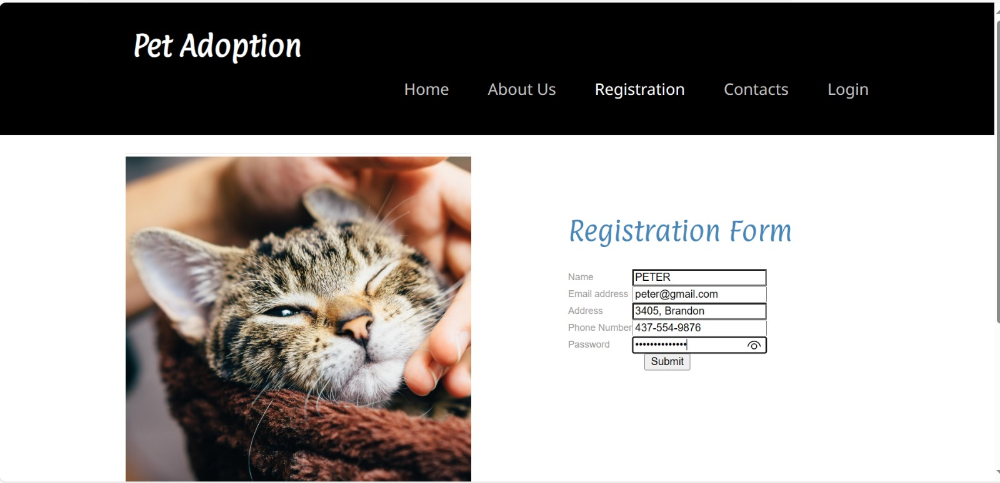 Pet Adoption
Home About Us Registration Contacts Login
Registration Form
Name PETER
Email address peter@gmail.com
Address 3405, Brandon
Phone Number 437-554-9876
Password ••••••••••••••
Submit